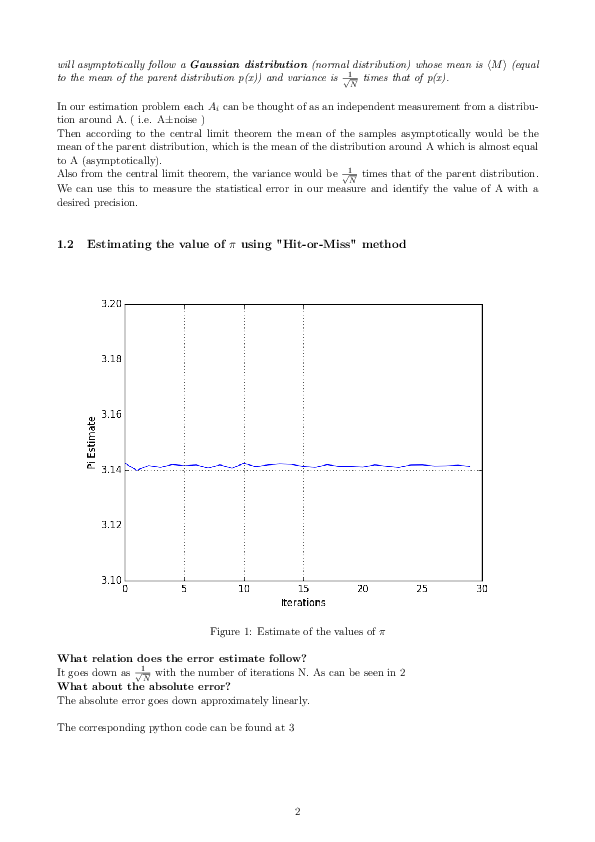 will asymptotically follow a Gaussian distribution (normal distribution) whose mean is ⟨M⟩ (equal
to the mean of the parent distribution p(x)) and variance is 1/√N times that of p(x).
In our estimation problem each A_i can be thought of as an independent measurement from a distribu-
tion around A. ( i.e. A±noise )
Then according to the central limit theorem the mean of the samples asymptotically would be the
mean of the parent distribution, which is the mean of the distribution around A which is almost equal
to A (asymptotically).
Also from the central limit theorem, the variance would be 1/√N times that of the parent distribution.
We can use this to measure the statistical error in our measure and identify the value of A with a
desired precision.
1.2 Estimating the value of π using "Hit-or-Miss" method
3.20
3.18
3.16
3.14
3.12
3.10
Pi Estimate
0 5 10 15 20 25 30
Iterations
Figure 1: Estimate of the values of π
What relation does the error estimate follow?
It goes down as 1/√N with the number of iterations N. As can be seen in 2
What about the absolute error?
The absolute error goes down approximately linearly.
The corresponding python code can be found at 3
2